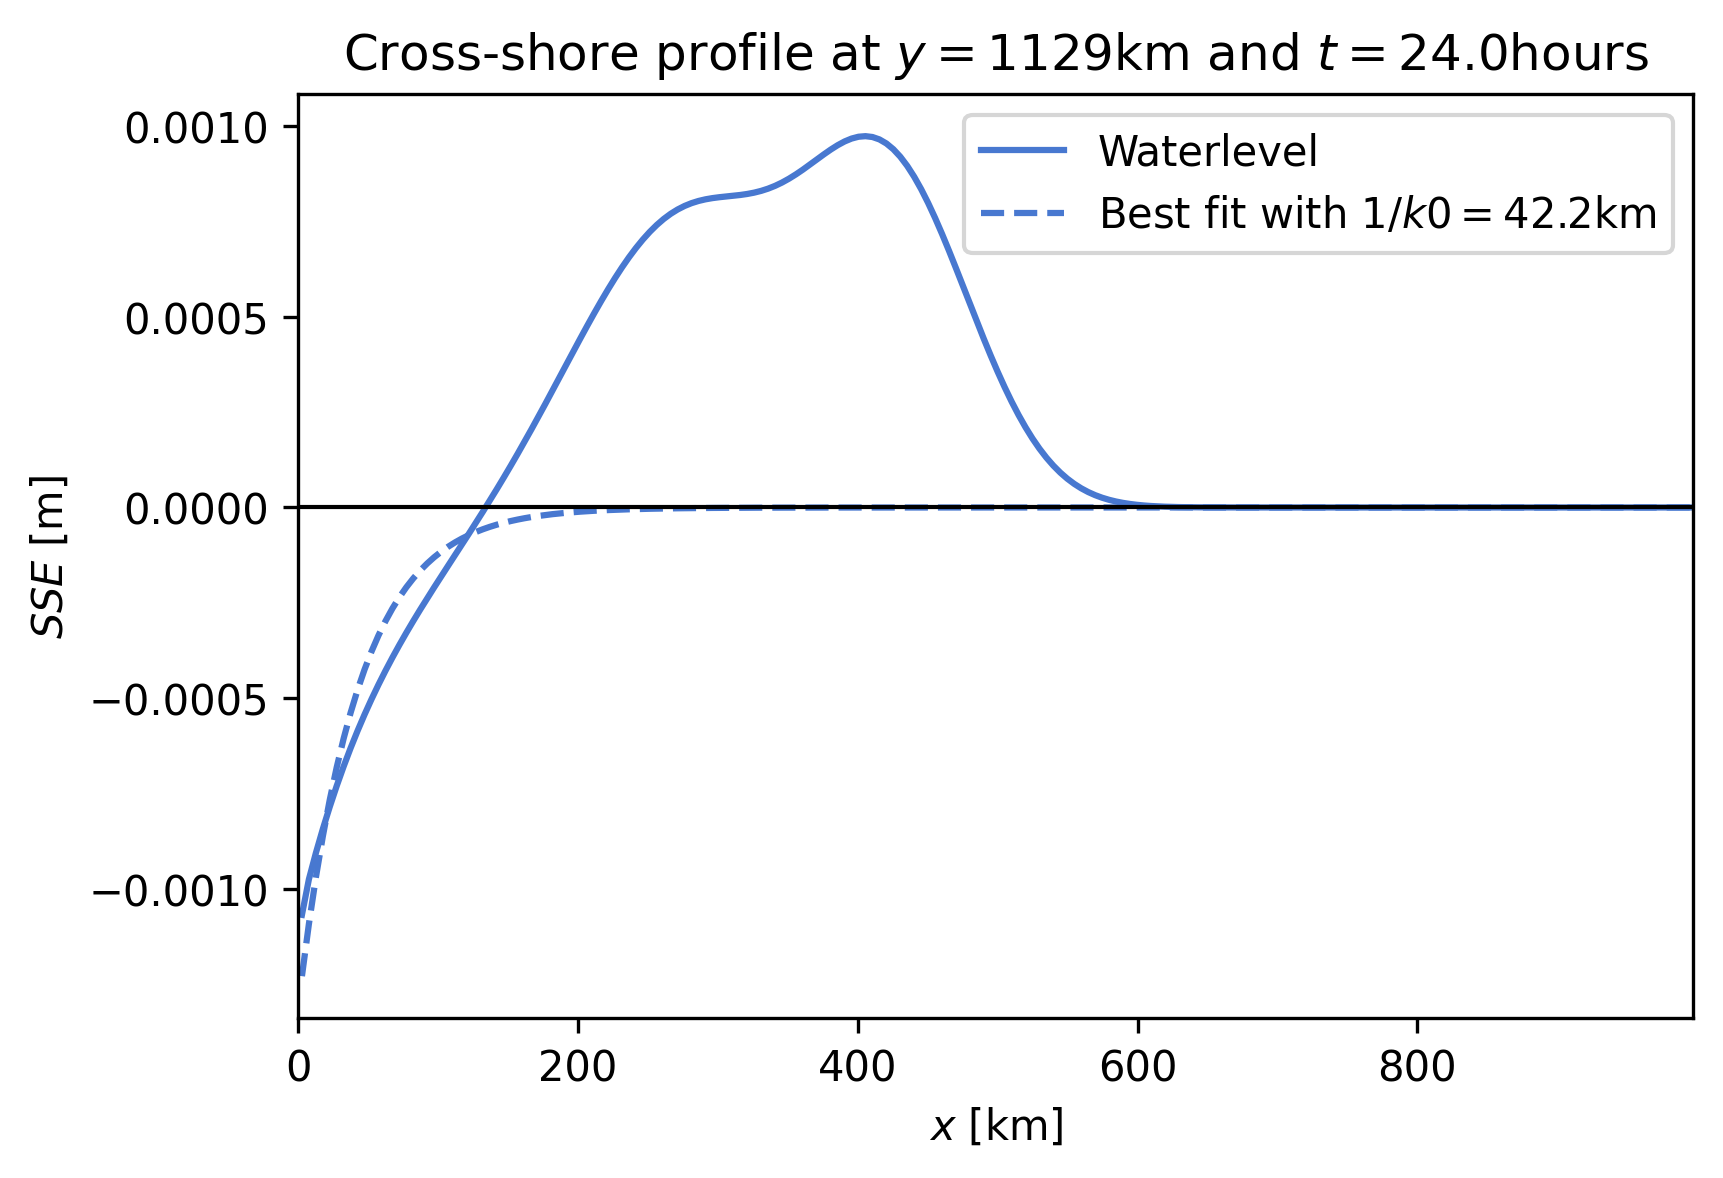 Cross-shore profile at y = 1129km and t = 24.0hours
Waterlevel
Best fit with 1/k0 = 42.2km
0.0010
0.0005
0.0000
−0.0005
−0.0010
SSE [m]
0 200 400 600 800
x [km]